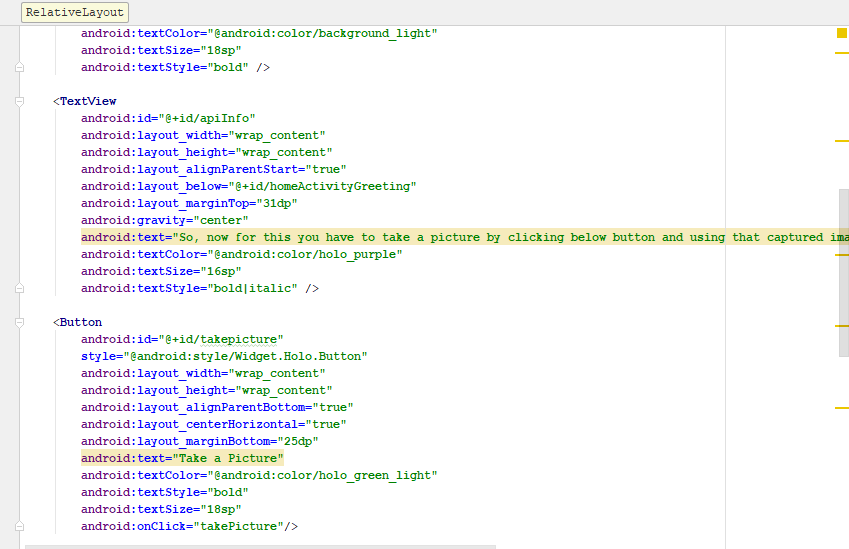 RelativeLayout
android:textColor="@android:color/background_light"
android:textSize="18sp"
android:textStyle="bold" />
<TextView
android:id="@+id/apiInfo"
android:layout_width="wrap_content"
android:layout_height="wrap_content"
android:layout_alignParentStart="true"
android:layout_below="@+id/homeActivityGreeting"
android:layout_marginTop="31dp"
android:gravity="center"
android:text="So, now for this you have to take a picture by clicking below button and using that captured ima
android:textColor="@android:color/holo_purple"
android:textSize="16sp"
android:textStyle="bold|italic" />
<Button
android:id="@+id/takepicture"
style="@android:style/Widget.Holo.Button"
android:layout_width="wrap_content"
android:layout_height="wrap_content"
android:layout_alignParentBottom="true"
android:layout_centerHorizontal="true"
android:layout_marginBottom="25dp"
android:text="Take a Picture"
android:textColor="@android:color/holo_green_light"
android:textStyle="bold"
android:textSize="18sp"
android:onClick="takePicture"/>